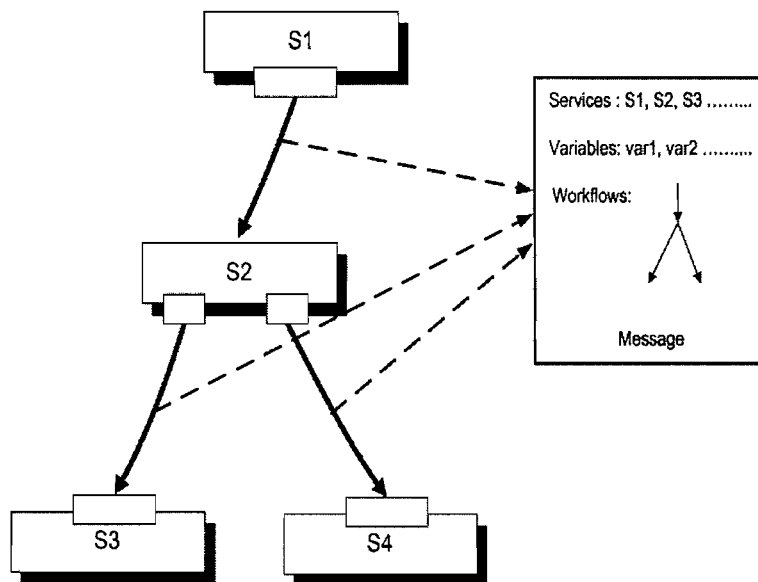 S1
Services : S1, S2, S3 .........
Variables: var1, var2 ..........
Workflows:
S2
Message
S3
S4